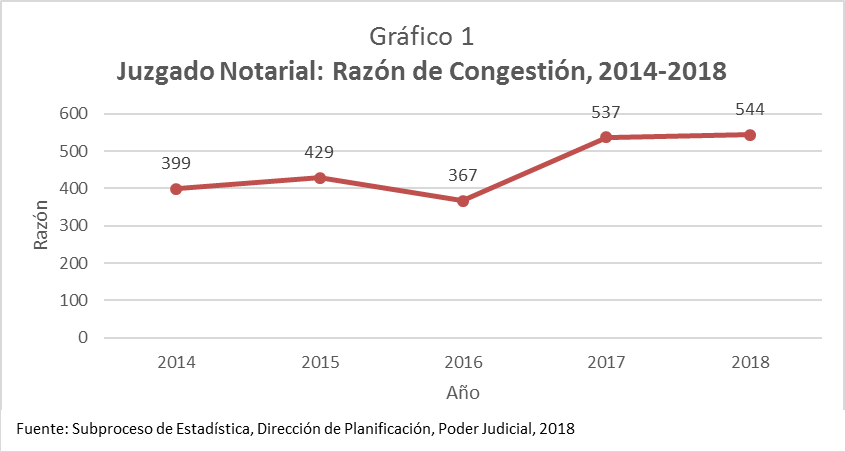 Gráfico 1
Juzgado Notarial: Razón de Congestión, 2014-2018
600
500
400
300
200
100
0
Razón
399
429
367
537
544
2014 2015 2016 2017 2018
Año
Fuente: Subproceso de Estadística, Dirección de Planificación, Poder Judicial, 2018